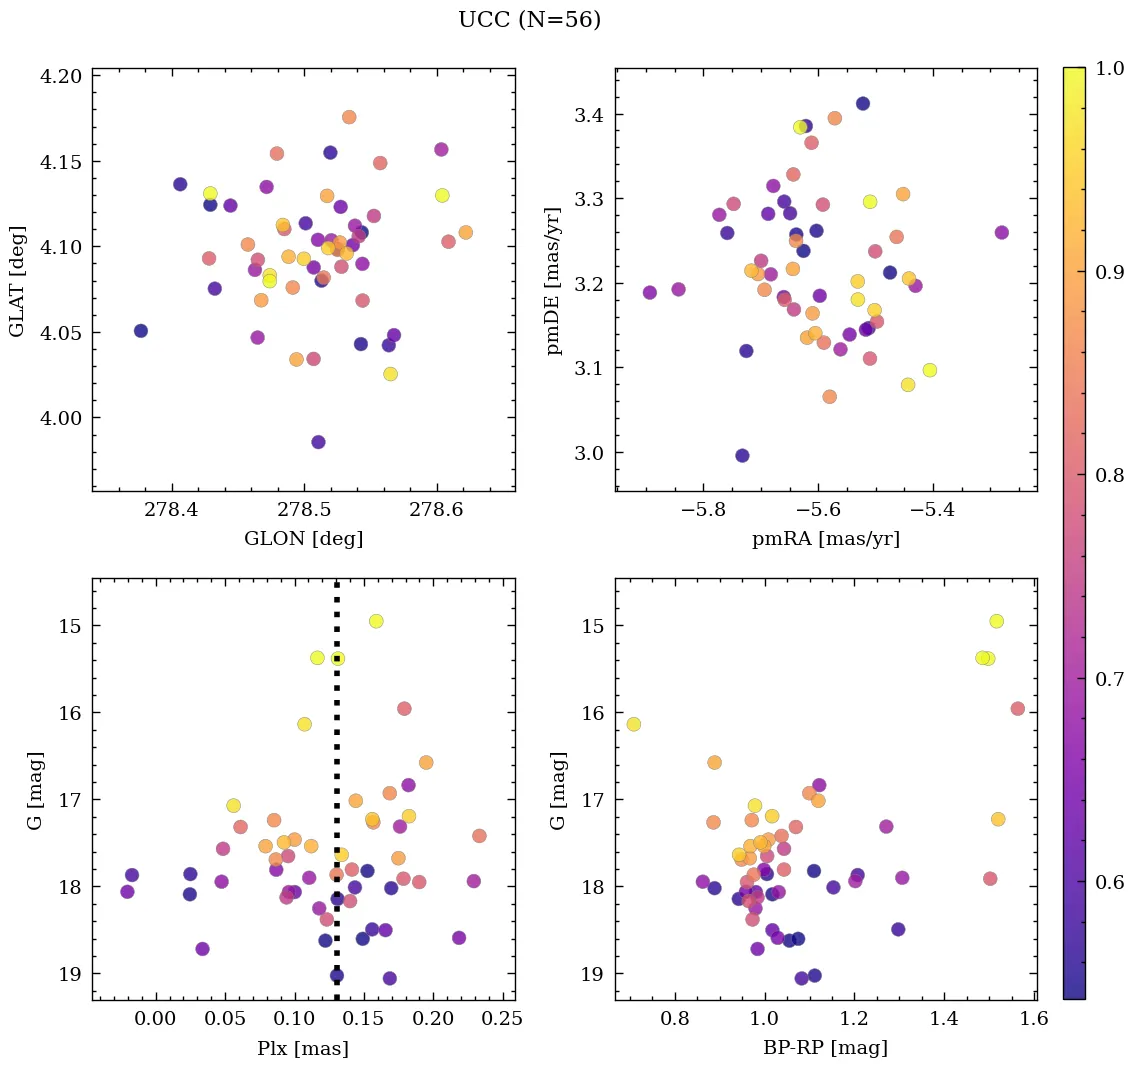 UCC (N=56)
4.20
4.15
4.10
4.05
4.00
GLAT [deg]
278.4 278.5 278.6
GLON [deg]
3.4
3.3
3.2
3.1
3.0
pmDE [mas/yr]
−5.8 −5.6 −5.4
pmRA [mas/yr]
15
16
17
18
19
G [mag]
0.00 0.05 0.10 0.15 0.20 0.25
Plx [mas]
15
16
17
18
19
G [mag]
0.8 1.0 1.2 1.4 1.6
BP-RP [mag]
1.0
0.9
0.8
0.7
0.6